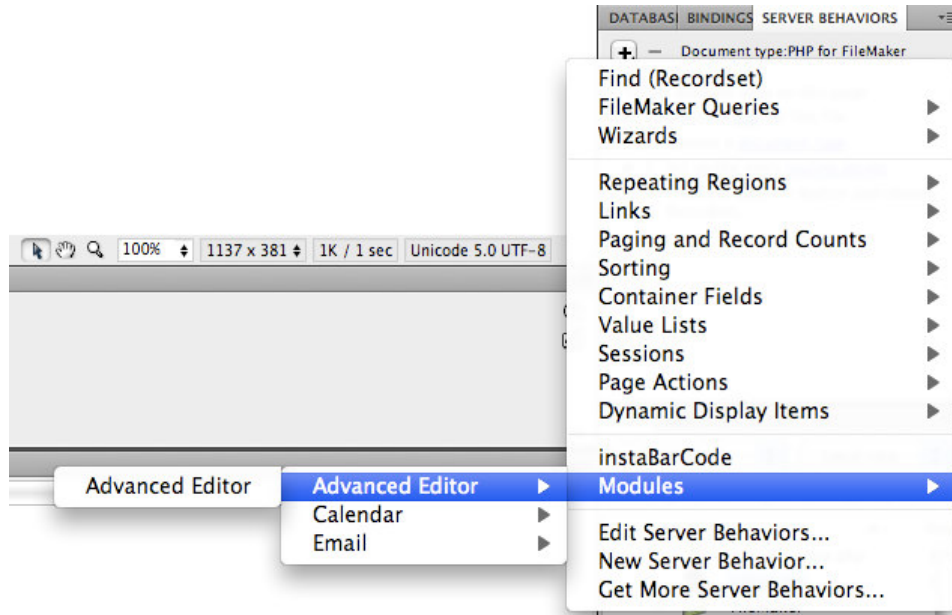 DATABAS BINDINGS SERVER BEHAVIORS
Document type:PHP for FileMaker
Find (Recordset)
FileMaker Queries
Wizards
Repeating Regions
Links
Paging and Record Counts
Sorting
Container Fields
Value Lists
Sessions
Page Actions
Dynamic Display Items
instaBarCode
Modules
Edit Server Behaviors...
New Server Behavior...
Get More Server Behaviors...
FileMaker
100% 1137 x 381 1K / 1 sec Unicode 5.0 UTF-8
Advanced Editor
Calendar
Email
Advanced Editor